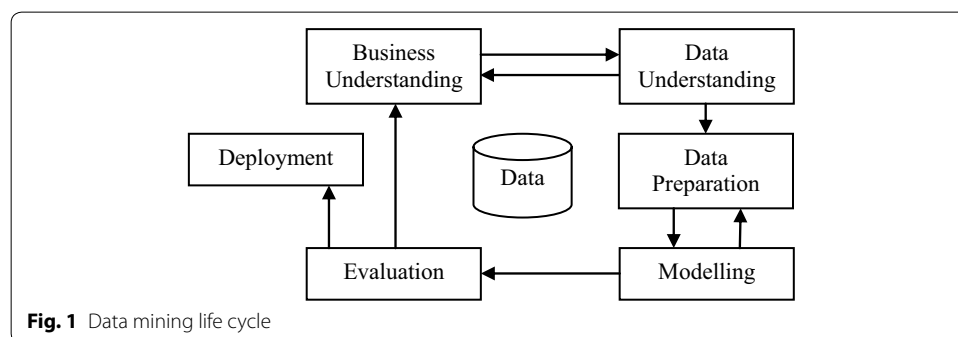 Business
Understanding
Data
Understanding
Deployment
Data
Data
Preparation
Evaluation
Modelling
Fig. 1 Data mining life cycle